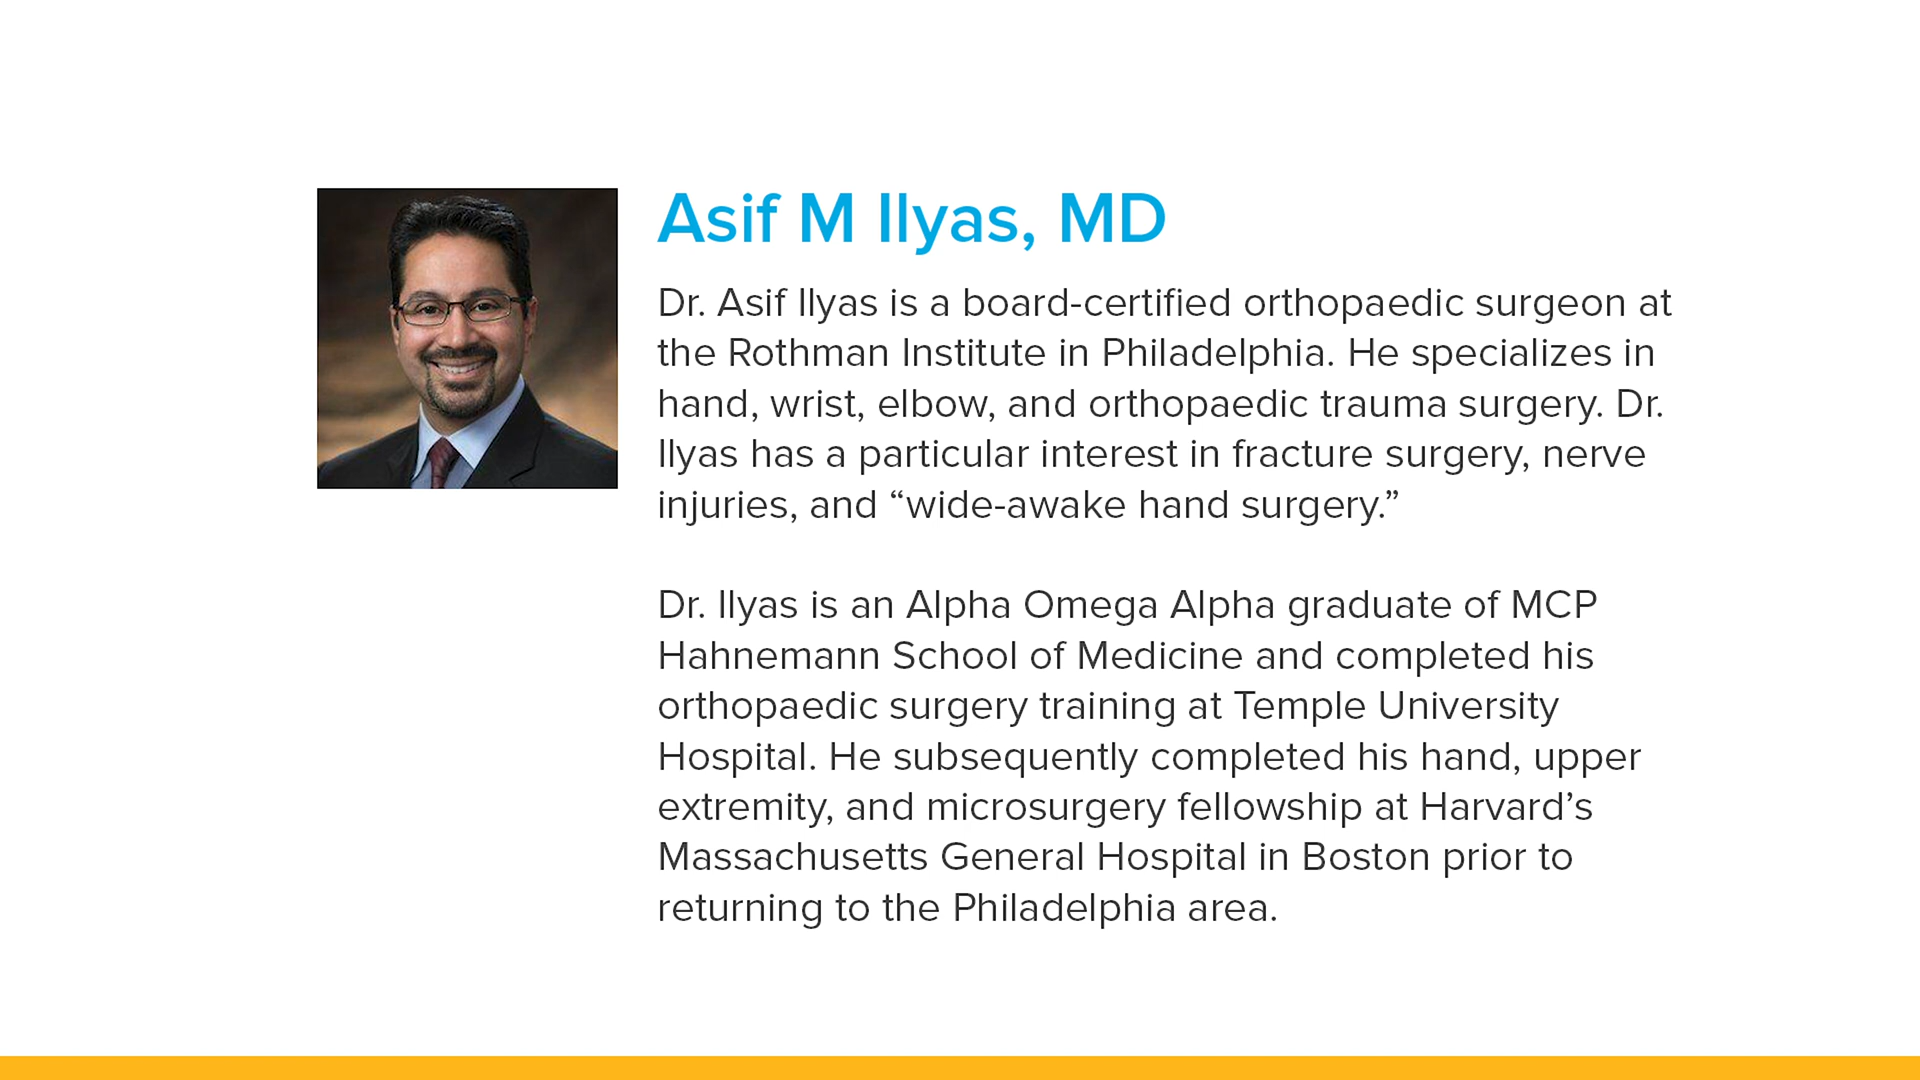 Asif M Ilyas, MD
Dr. Asif Ilyas is a board-certified orthopaedic surgeon at
the Rothman Institute in Philadelphia. He specializes in
hand, wrist, elbow, and orthopaedic trauma surgery. Dr.
Ilyas has a particular interest in fracture surgery, nerve
injuries, and “wide-awake hand surgery.”
Dr. Ilyas is an Alpha Omega Alpha graduate of MCP
Hahnemann School of Medicine and completed his
orthopaedic surgery training at Temple University
Hospital. He subsequently completed his hand, upper
extremity, and microsurgery fellowship at Harvard’s
Massachusetts General Hospital in Boston prior to
returning to the Philadelphia area.